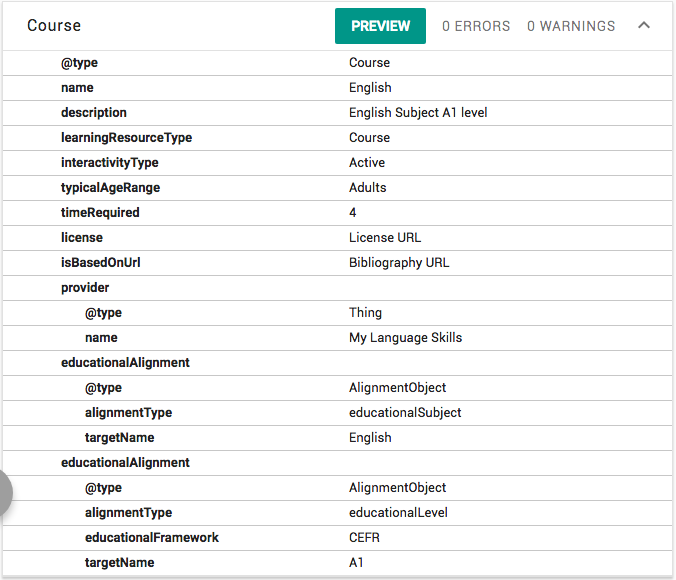 Course PREVIEW 0 ERRORS 0 WARNINGS
@type Course
name English
description English Subject A1 level
learningResourceType Course
interactivityType Active
typicalAgeRange Adults
timeRequired 4
license License URL
isBasedOnUrl Bibliography URL
provider
@type Thing
name My Language Skills
educationalAlignment
@type AlignmentObject
alignmentType educationalSubject
targetName English
educationalAlignment
@type AlignmentObject
alignmentType educationalLevel
educationalFramework CEFR
targetName A1